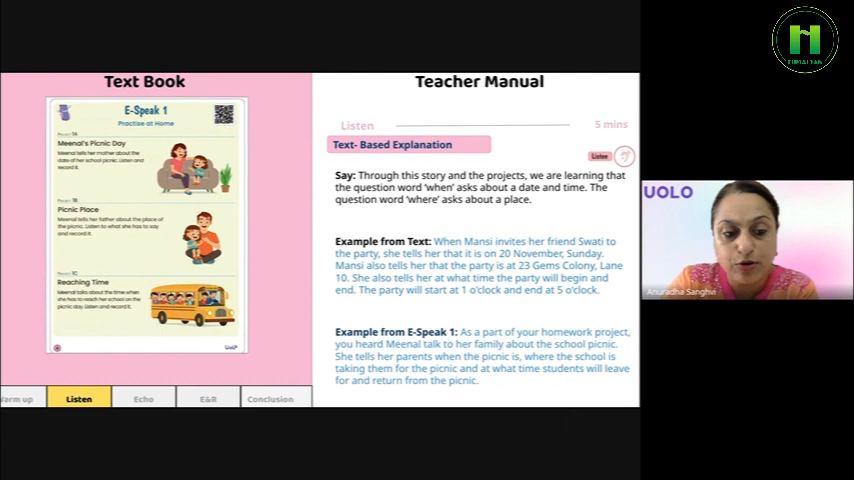 Text Book
E-Speak 1
Practise at Home
Meenal's Picnic Day
Meenal tells her mother about the
date of her school picnic. Listen and
record it.
Picnic Place
Meenal tells her father about the place of
the picnic. Listen to what she has to say
and record it.
Reaching Time
Meenal talks about the time when
she has to reach her school on the
picnic day. Listen and record it.
Uolo
Warm up
Listen
Echo
E&R
Conclusion
Teacher Manual
Listen
5 mins
Text- Based Explanation
Listen
Say: Through this story and the projects, we are learning that
the question word 'when' asks about a date and time. The
question word 'where' asks about a place.
Example from Text: When Mansi invites her friend Swati to
the party, she tells her that it is on 20 November, Sunday.
Mansi also tells her that the party is at 23 Gems Colony, Lane
10. She also tells her at what time the party will begin and
end. The party will start at 1 o'clock and end at 5 o'clock.
Example from E-Speak 1: As a part of your homework project,
you heard Meenal talk to her family about the school picnic.
She tells her parents when the picnic is, where the school is
taking them for the picnic and at what time students will leave
for and return from the picnic.
UOLO
Anuradha Sanghvi